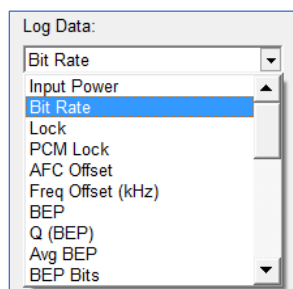 Log Data:
Bit Rate
Input Power
Bit Rate
Lock
PCM Lock
AFC Offset
Freq Offset (kHz)
BEP
Q (BEP)
Avg BEP
BEP Bits